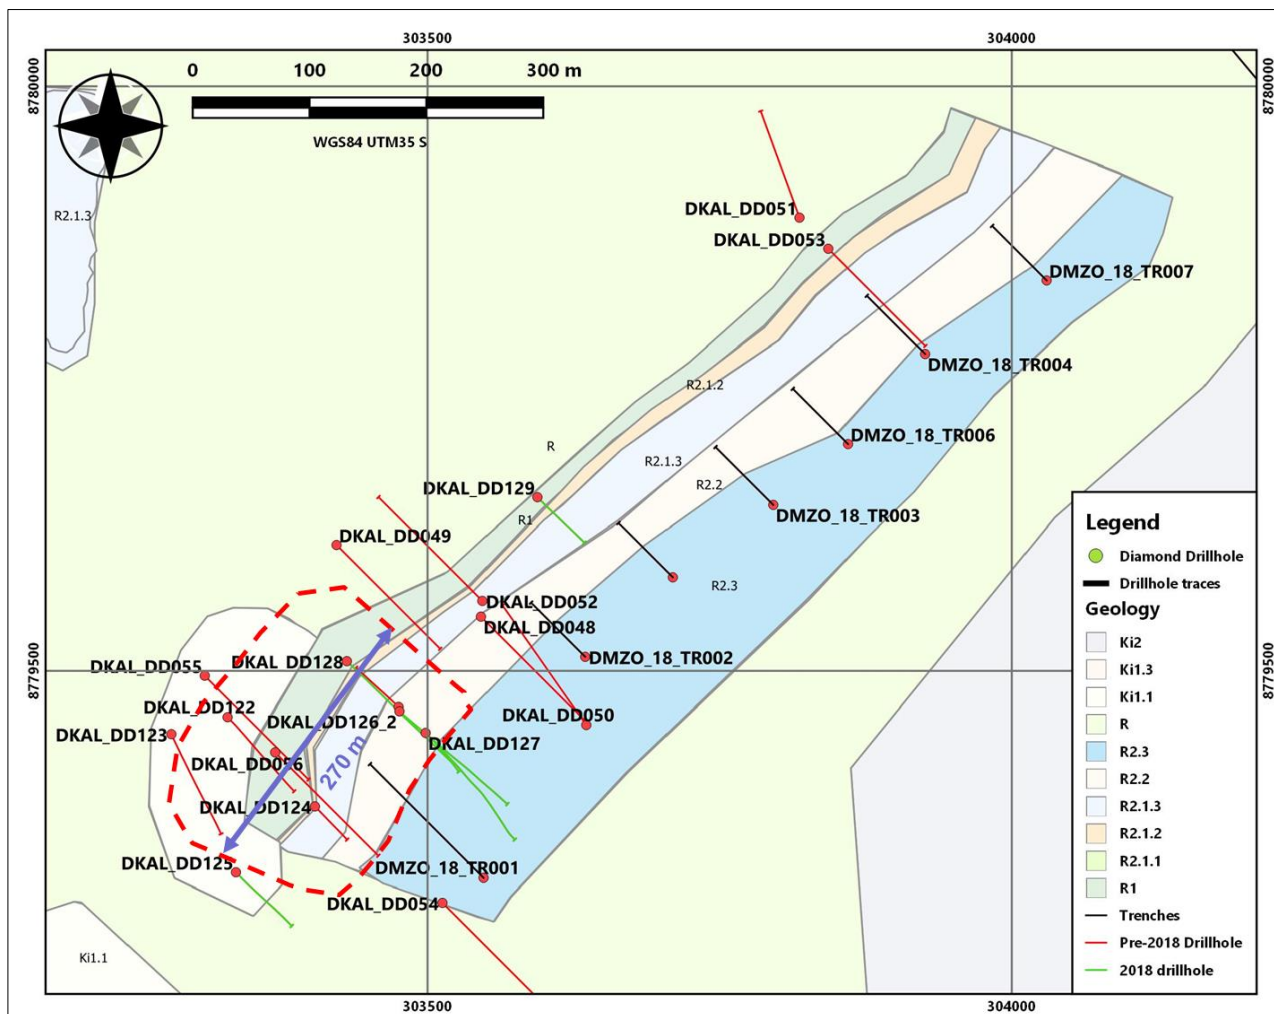 303500
304000
8780000
8780000
0 100 200 300 m
WGS84 UTM35 S
R2.1.3
DKAL_DD051
DKAL_DD053
DMZO_18_TR007
DMZO_18_TR004
R2.1.2
DMZO_18_TR006
R
R2.1.3
R2.2
DKAL_DD129
DMZO_18_TR003
R1
DKAL_DD049
R2.3
DKAL_DD052
DKAL_DD048
DMZO_18_TR002
8779500
8779500
DKAL_DD055
DKAL_DD128
DKAL_DD122
DKAL_DD126_2
DKAL_DD050
DKAL_DD123
DKAL_DD127
DKAL_DD056
270 m
DKAL_DD124
DKAL_DD125
DMZO_18_TR001
DKAL_DD054
Ki1.1
Legend
Diamond Drillhole
Drillhole traces
Geology
Ki2
Ki1.3
Ki1.1
R
R2.3
R2.2
R2.1.3
R2.1.2
R2.1.1
R1
Trenches
Pre-2018 Drillhole
2018 drillhole
303500
304000